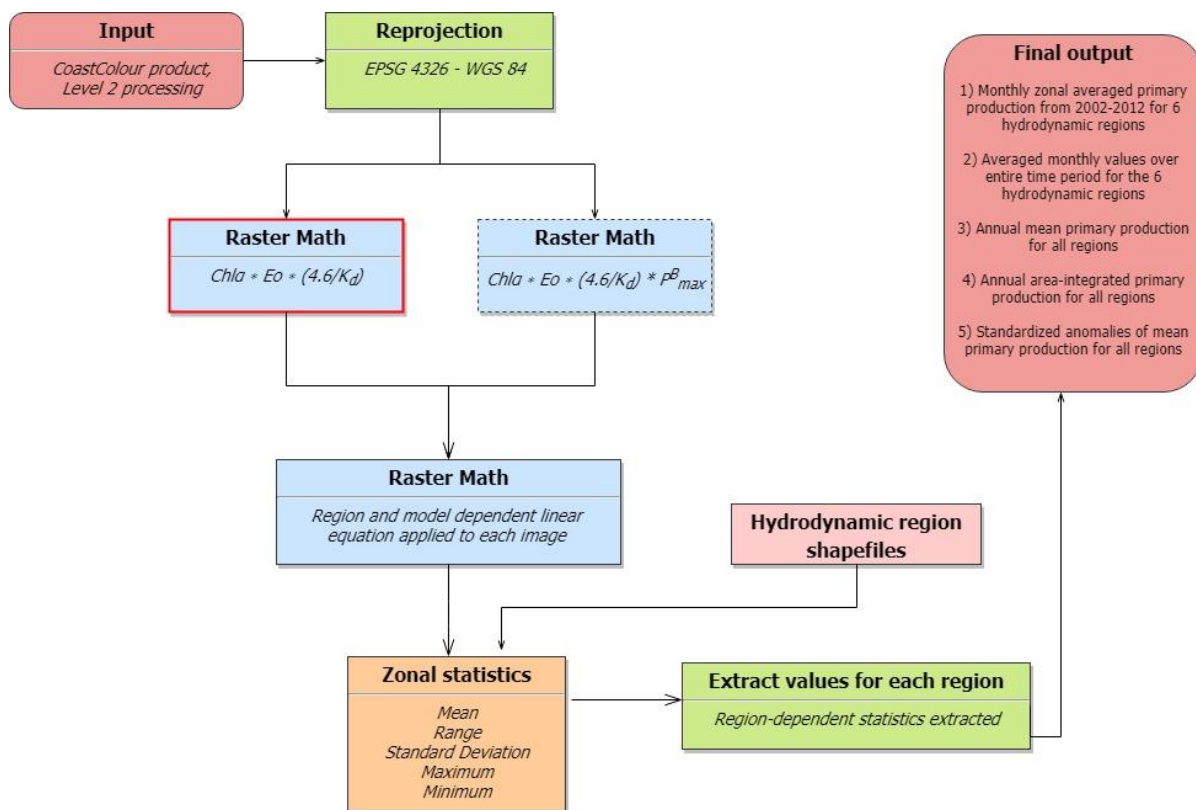 Input
CoastColour product,
Level 2 processing
Reprojection
EPSG 4326 - WGS 84
Raster Math
Chla * Eo * (4.6/Kd)
Raster Math
Chla * Eo * (4.6/Kd) * PBmax
Raster Math
Region and model dependent linear
equation applied to each image
Hydrodynamic region
shapefiles
Zonal statistics
Mean
Range
Standard Deviation
Maximum
Minimum
Extract values for each region
Region-dependent statistics extracted
Final output
1) Monthly zonal averaged primary
production from 2002-2012 for 6
hydrodynamic regions
2) Averaged monthly values over
entire time period for the 6
hydrodynamic regions
3) Annual mean primary production
for all regions
4) Annual area-integrated primary
production for all regions
5) Standardized anomalies of mean
primary production for all regions